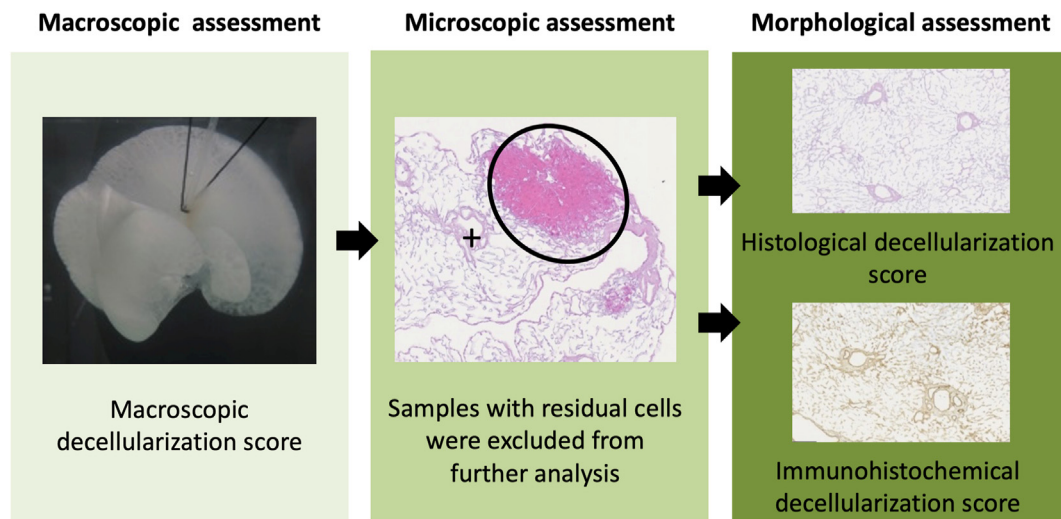 Macroscopic assessment
Microscopic assessment
Morphological assessment
Macroscopic
decellularization score
+
Samples with residual cells
were excluded from
further analysis
Histological decellularization
score
Immunohistochemical
decellularization score